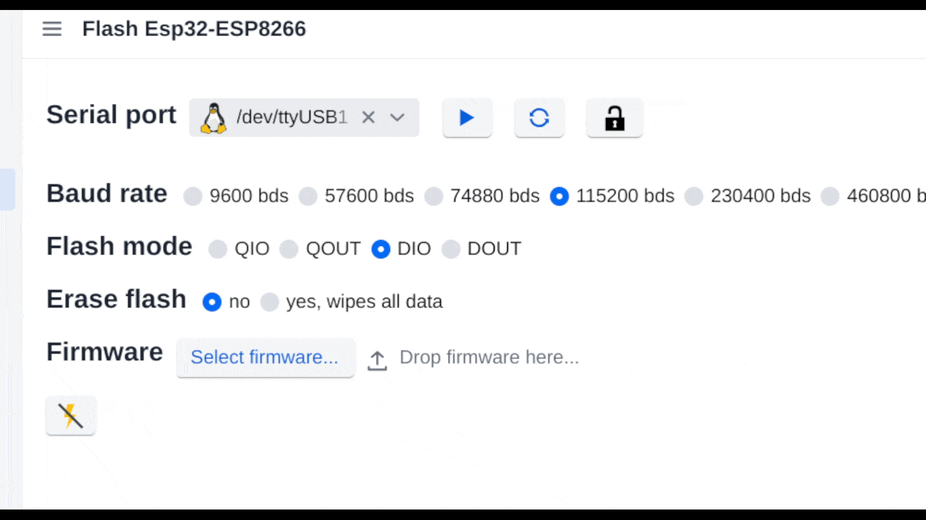 Flash Esp32-ESP8266
Serial port /dev/ttyUSB1
Baud rate 9600 bds 57600 bds 74880 bds 115200 bds 230400 bds 460800 b
Flash mode QIO QOUT DIO DOUT
Erase flash no yes, wipes all data
Firmware Select firmware... Drop firmware here...